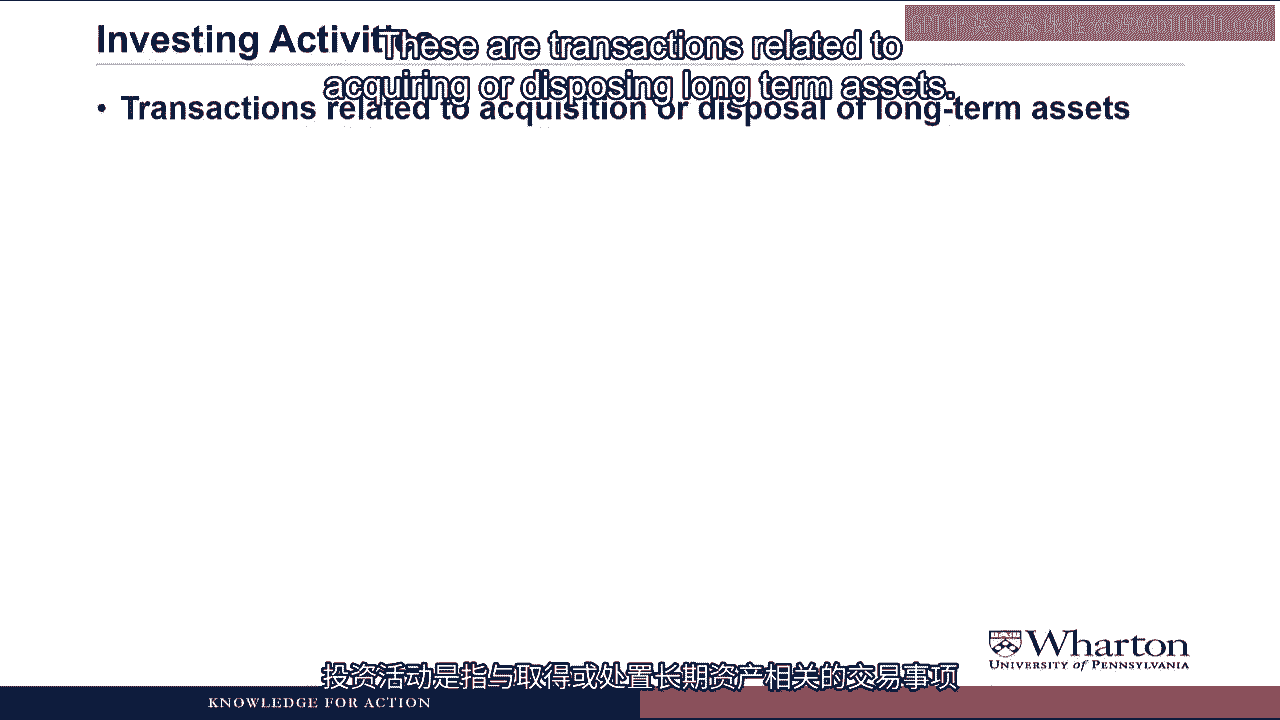 Investing Activities
These are transactions related to
acquiring or disposing long term assets.
• Transactions related to acquisition or disposal of long-term assets
Wharton
UNIVERSITY of PENNSYLVANIA
投资活动是指与取得或处置长期资产相关的交易事项
KNOWLEDGE FOR ACTION